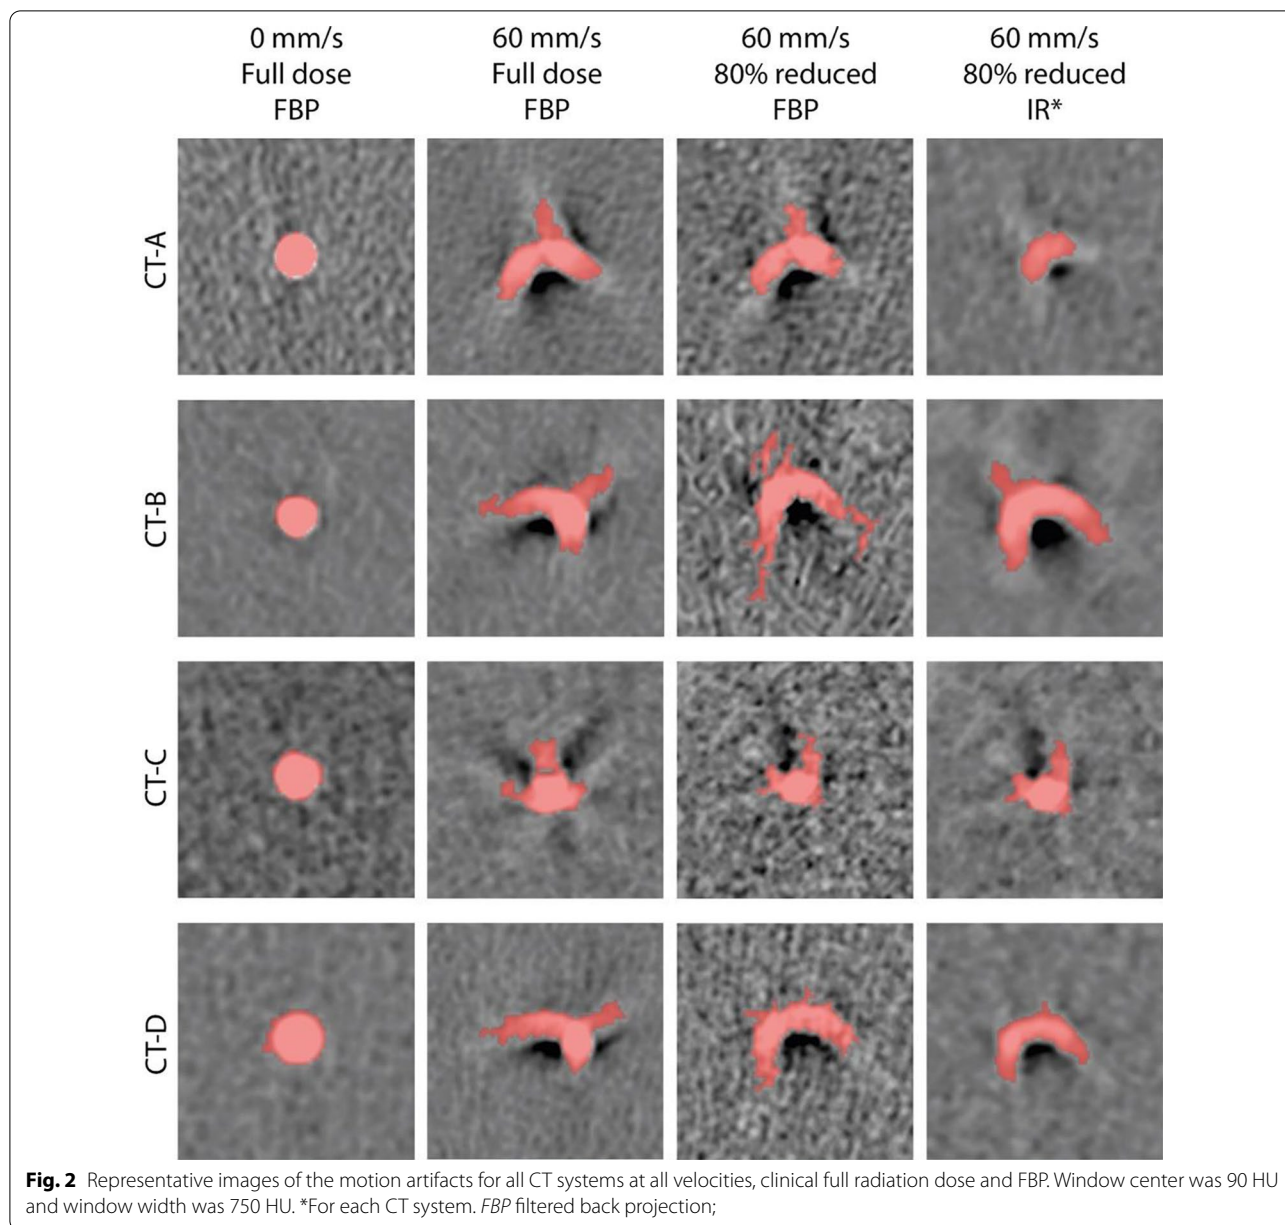 0 mm/s 60 mm/s 60 mm/s 60 mm/s
Full dose Full dose 80% reduced 80% reduced
FBP FBP FBP IR*
CT-A
CT-B
CT-C
CT-D
Fig. 2 Representative images of the motion artifacts for all CT systems at all velocities, clinical full radiation dose and FBP. Window center was 90 HU
and window width was 750 HU. *For each CT system. FBP filtered back projection;